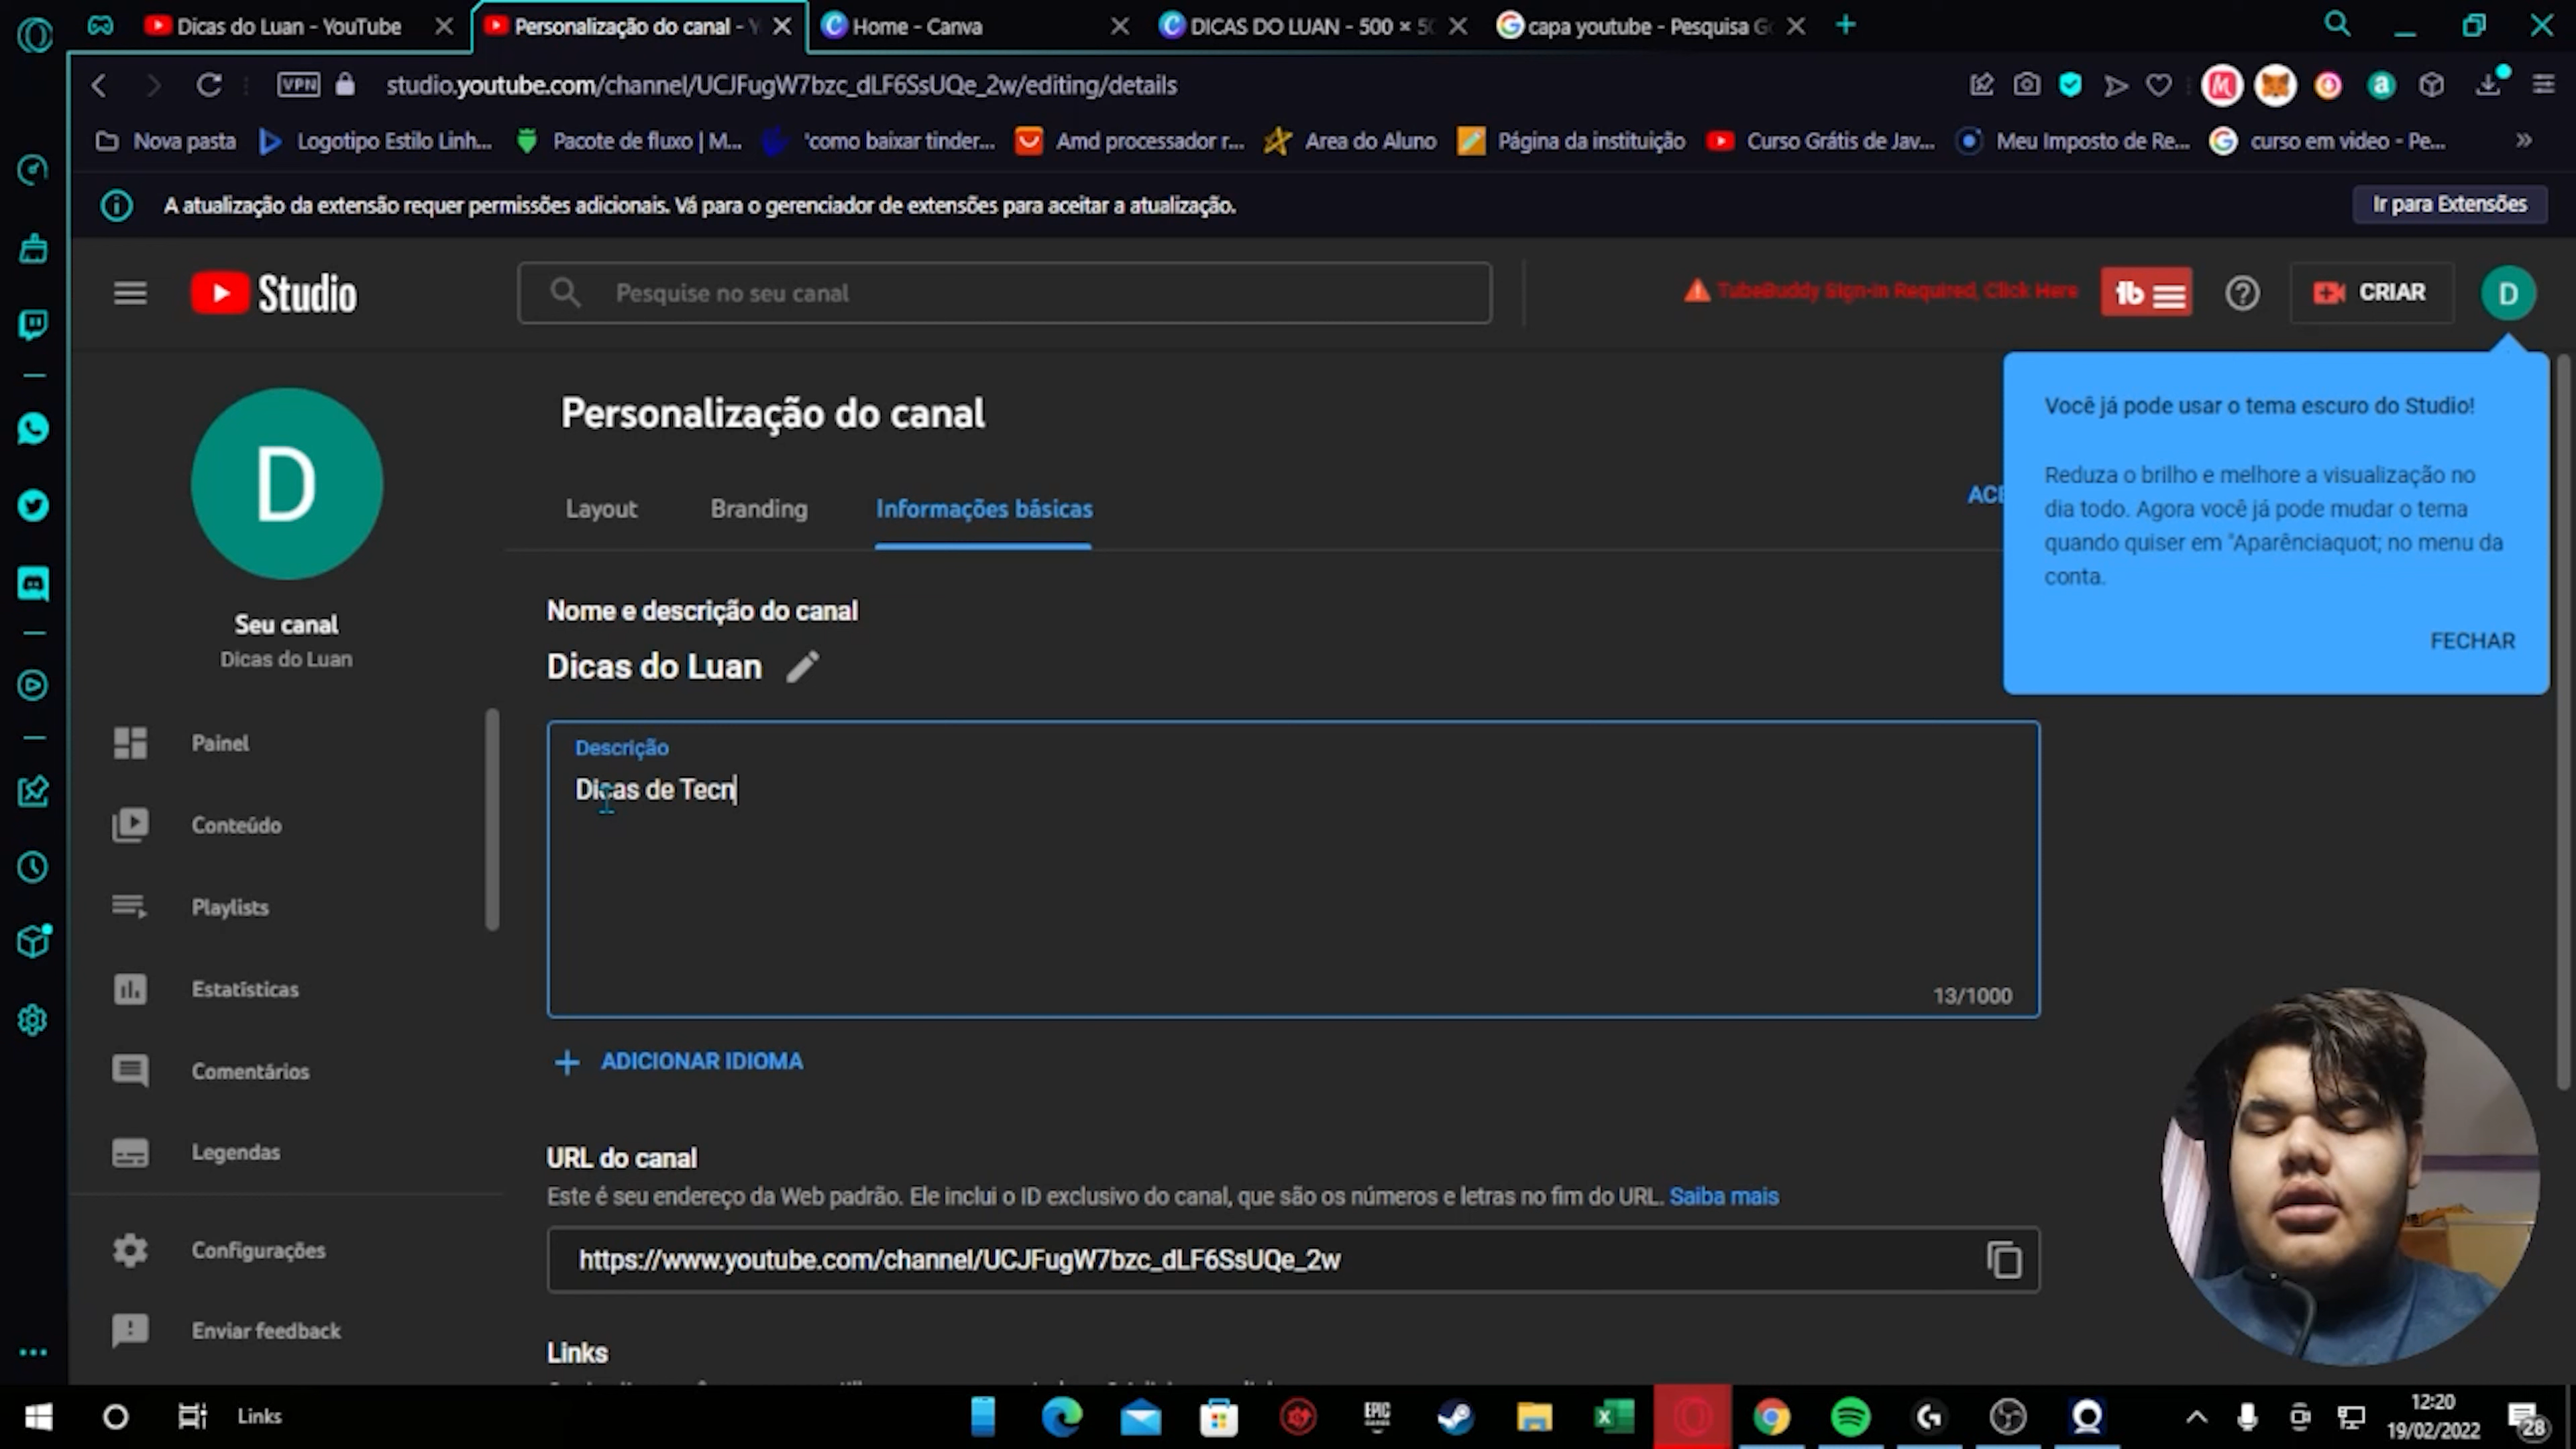 Dicas do Luan - YouTube
Personalização do canal - Y
Home - Canva
DICAS DO LUAN - 500 × 50
capa youtube - Pesquisa Go
VPN
studio.youtube.com/channel/UCJFugW7bzc_dLF6SsUQe_2w/editing/details
Nova pasta
Logotipo Estilo Linh...
Pacote de fluxo | M...
'como baixar tinder...
Amd processador r...
Area do Aluno
Página da instituição
Curso Grátis de Jav...
Meu Imposto de Re...
curso em video - Pe...
A atualização da extensão requer permissões adicionais. Vá para o gerenciador de extensões para aceitar a atualização.
Ir para Extensões
Studio
Pesquise no seu canal
TubeBuddy Sign-In Required, Click Here
tb
CRIAR
D
Você já pode usar o tema escuro do Studio!
Reduza o brilho e melhore a visualização no
dia todo. Agora você já pode mudar o tema
quando quiser em "Aparênciaquot; no menu da
conta.
FECHAR
D
Seu canal
Dicas do Luan
Painel
Conteúdo
Playlists
Estatísticas
Comentários
Legendas
Configurações
Enviar feedback
Personalização do canal
Layout
Branding
Informações básicas
ACE
Nome e descrição do canal
Dicas do Luan
Descrição
Dicas de Tecn
13/1000
ADICIONAR IDIOMA
URL do canal
Este é seu endereço da Web padrão. Ele inclui o ID exclusivo do canal, que são os números e letras no fim do URL. Saiba mais
https://www.youtube.com/channel/UCJFugW7bzc_dLF6SsUQe_2w
Links
Links
EPIC
12:20
19/02/2022
28